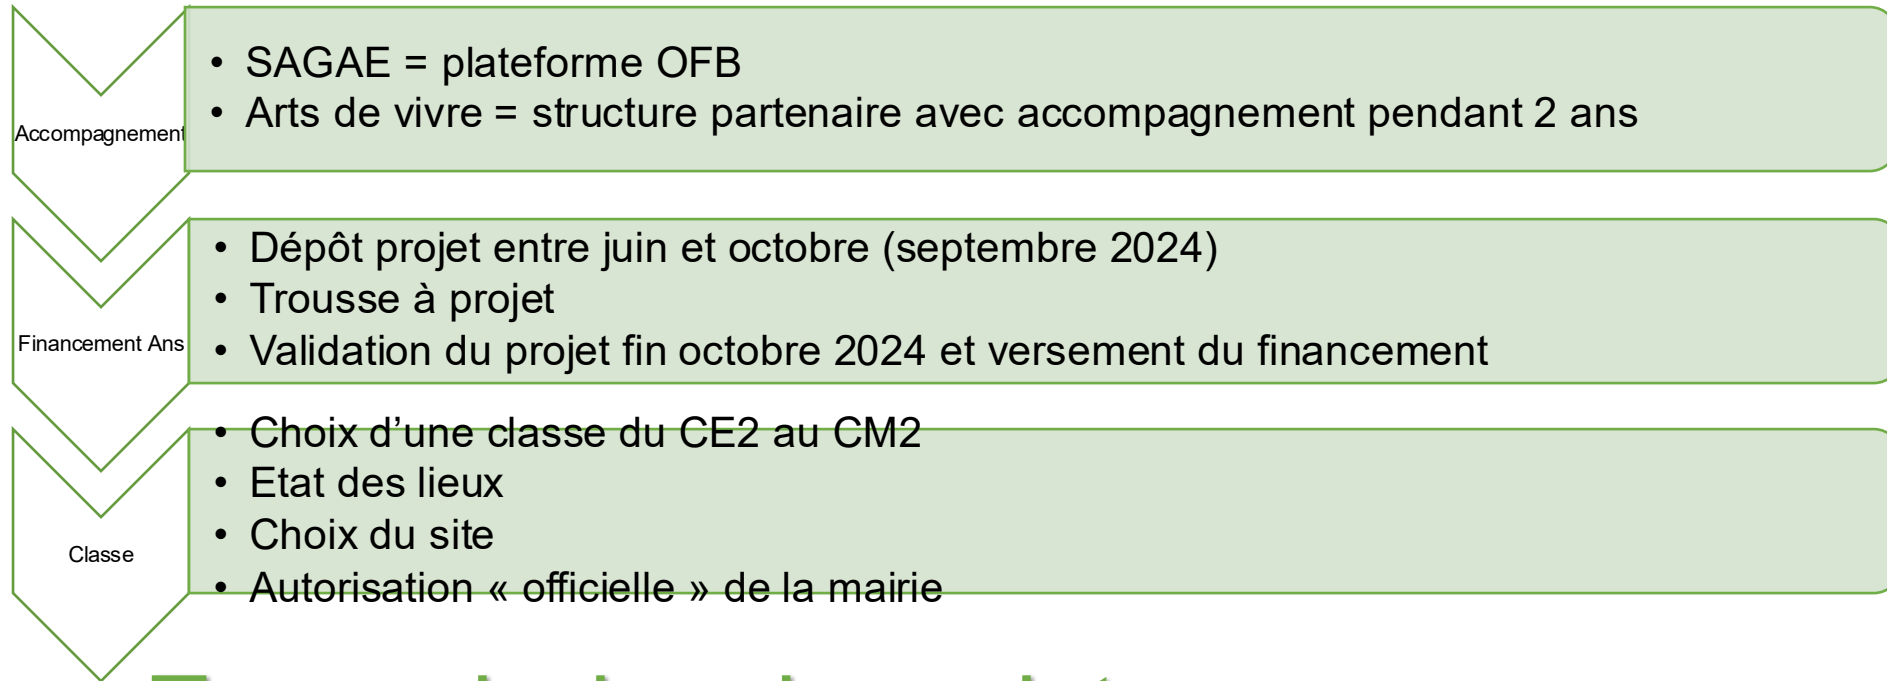 Accompagnement
• SAGAE = plateforme OFB
• Arts de vivre = structure partenaire avec accompagnement pendant 2 ans
Financement Ans
• Dépôt projet entre juin et octobre (septembre 2024)
• Trousse à projet
• Validation du projet fin octobre 2024 et versement du financement
Classe
• Choix d’une classe du CE2 au CM2
• Etat des lieux
• Choix du site
• Autorisation « officielle » de la mairie